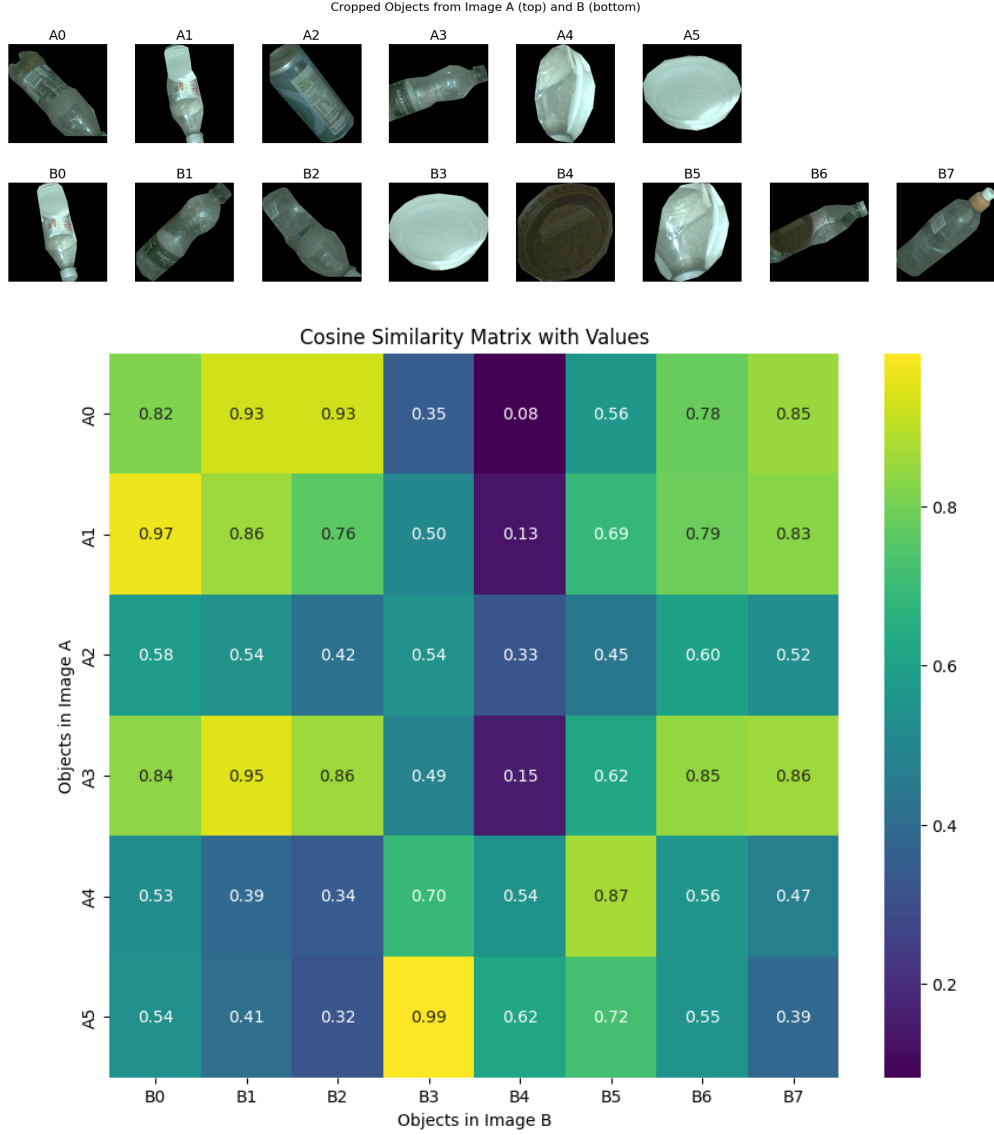 Cropped Objects from Image A (top) and B (bottom)
A0 A1 A2 A3 A4 A5
B0 B1 B2 B3 B4 B5 B6 B7
Cosine Similarity Matrix with Values
A0 0.82 0.93 0.93 0.35 0.08 0.56 0.78 0.85
A1 0.97 0.86 0.76 0.50 0.13 0.69 0.79 0.83
A2 0.58 0.54 0.42 0.54 0.33 0.45 0.60 0.52
A3 0.84 0.95 0.86 0.49 0.15 0.62 0.85 0.86
A4 0.53 0.39 0.34 0.70 0.54 0.87 0.56 0.47
A5 0.54 0.41 0.32 0.99 0.62 0.72 0.55 0.39
B0 B1 B2 B3 B4 B5 B6 B7
Objects in Image B
Objects in Image A
0.8
0.6
0.4
0.2